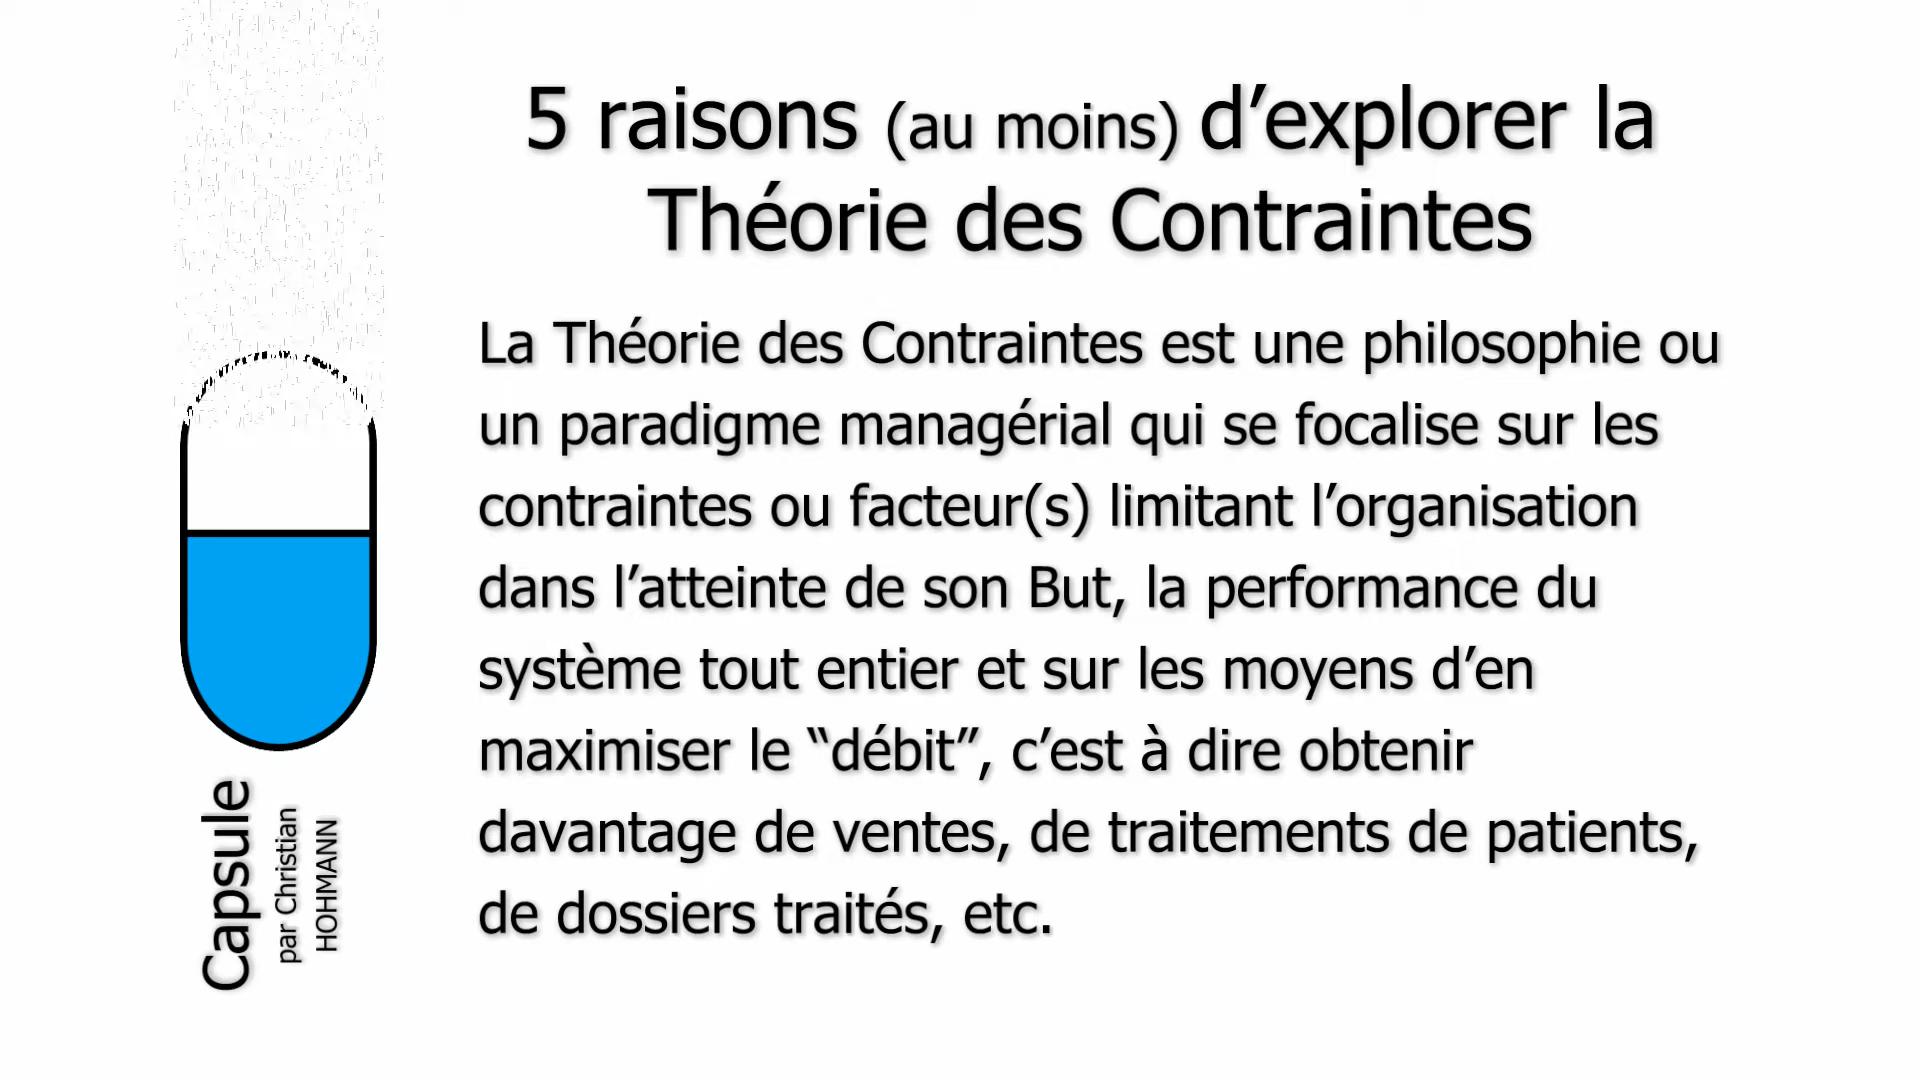 5 raisons (au moins) d’explorer la
Théorie des Contraintes
La Théorie des Contraintes est une philosophie ou
un paradigme managérial qui se focalise sur les
contraintes ou facteur(s) limitant l’organisation
dans l’atteinte de son But, la performance du
système tout entier et sur les moyens d’en
maximiser le “débit”, c’est à dire obtenir
davantage de ventes, de traitements de patients,
de dossiers traités, etc.
Capsule
par Christian
HOHMANN